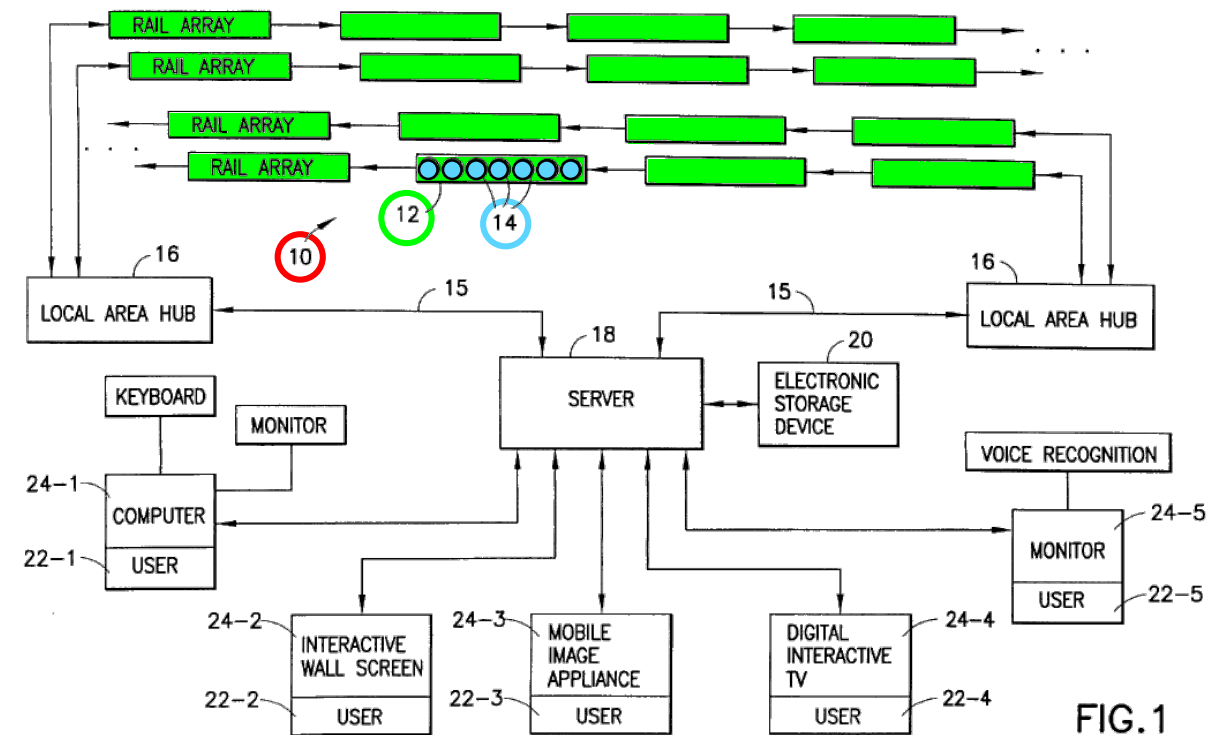 RAIL ARRAY
RAIL ARRAY
. . . .
RAIL ARRAY
. . . .
RAIL ARRAY
12
14
10
16
15
15
16
LOCAL AREA HUB
LOCAL AREA HUB
18
20
SERVER
ELECTRONIC
STORAGE
DEVICE
KEYBOARD
MONITOR
VOICE RECOGNITION
24-1
COMPUTER
22-1
USER
24-5
MONITOR
USER
22-5
24-2
INTERACTIVE
WALL SCREEN
22-2
USER
24-3
MOBILE
IMAGE
APPLIANCE
22-3
USER
DIGITAL
INTERACTIVE
TV
24-4
USER
22-4
FIG.1